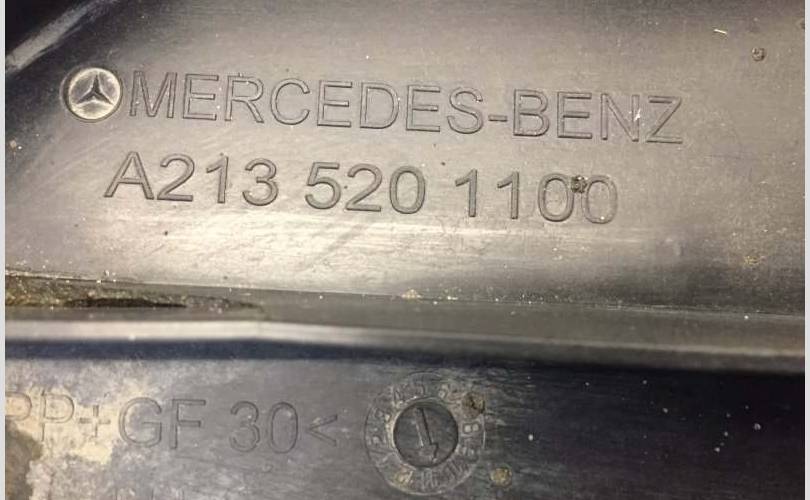 MERCEDES-BENZ
A213 520 1100
PP+GF 30<